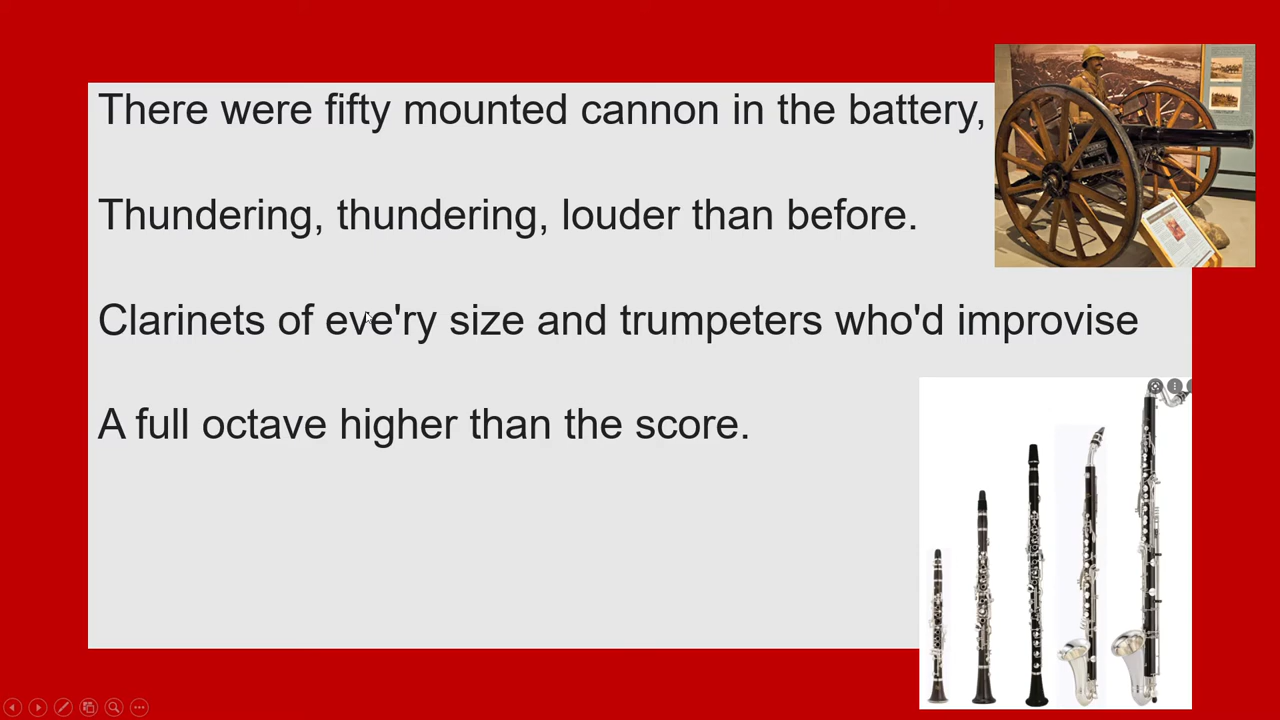 There were fifty mounted cannon in the battery,
Thundering, thundering, louder than before.
Clarinets of eve'ry size and trumpeters who'd improvise
A full octave higher than the score.